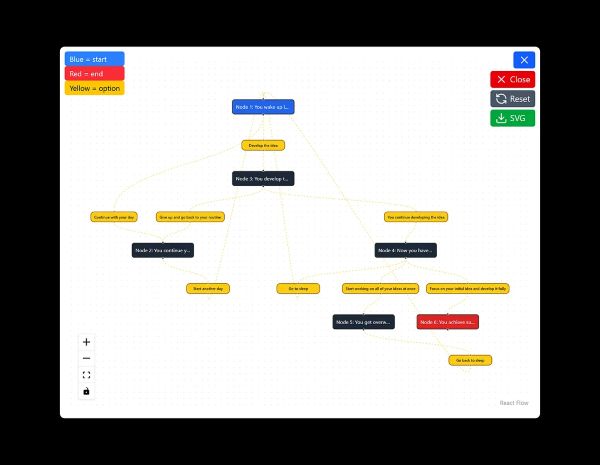 Blue = start
Red = end
Yellow = option
Close
Reset
SVG
Node 1: You wake up i...
Develop the idea
Node 3: You develop t...
Continue with your day
Give up and go back to your routine
You continue developing the idea
Node 2: You continue y...
Node 4: Now you have...
Start another day
Go to sleep
Start working on all of your ideas at once
Focus on your initial idea and develop it fully
Node 5: You get overw...
Node 6: You achieve su...
Go back to sleep
React Flow